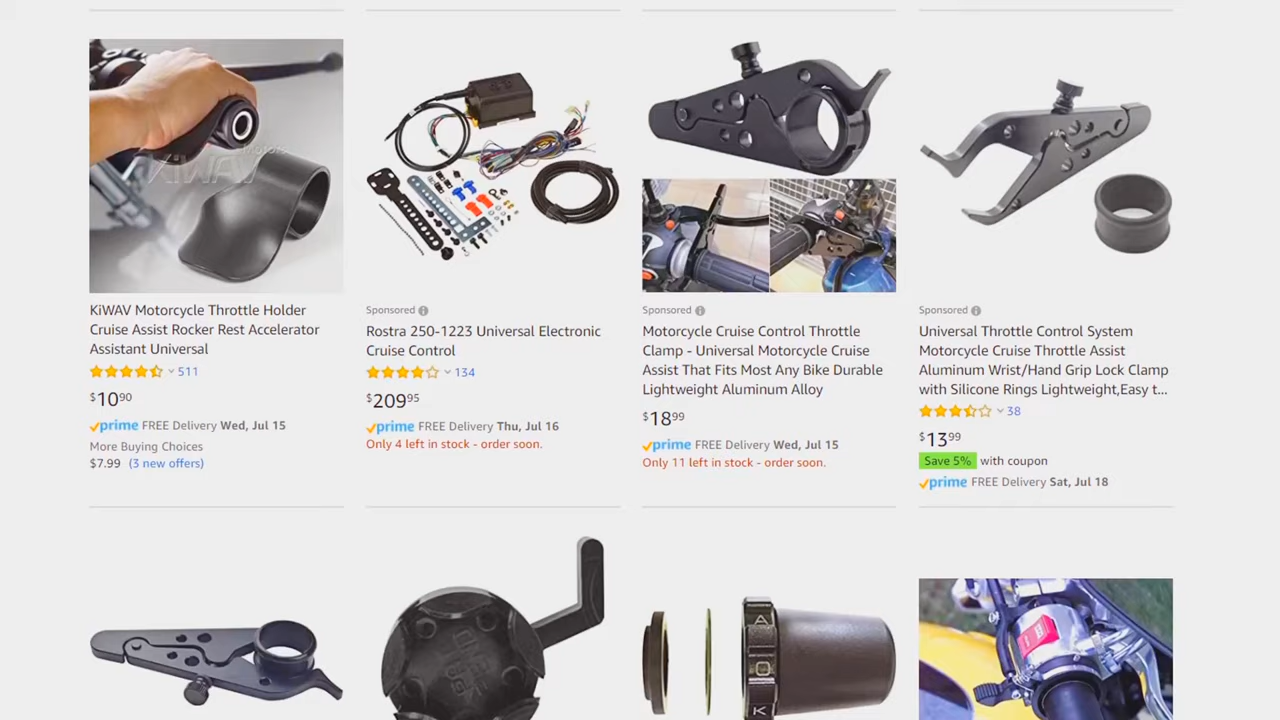 KiWAV Motors
KiWAV Motorcycle Throttle Holder
Cruise Assist Rocker Rest Accelerator
Assistant Universal
511
$10 90
prime FREE Delivery Wed, Jul 15
More Buying Choices
$7.99 (3 new offers)
Sponsored
Rostra 250-1223 Universal Electronic
Cruise Control
134
$209 95
prime FREE Delivery Thu, Jul 16
Only 4 left in stock - order soon.
Sponsored
Motorcycle Cruise Control Throttle
Clamp - Universal Motorcycle Cruise
Assist That Fits Most Any Bike Durable
Lightweight Aluminum Alloy
$18 99
prime FREE Delivery Wed, Jul 15
Only 11 left in stock - order soon.
Sponsored
Universal Throttle Control System
Motorcycle Cruise Throttle Assist
Aluminum Wrist/Hand Grip Lock Clamp
with Silicone Rings Lightweight,Easy t...
38
$13 99
Save 5% with coupon
prime FREE Delivery Sat, Jul 18
A
O
K